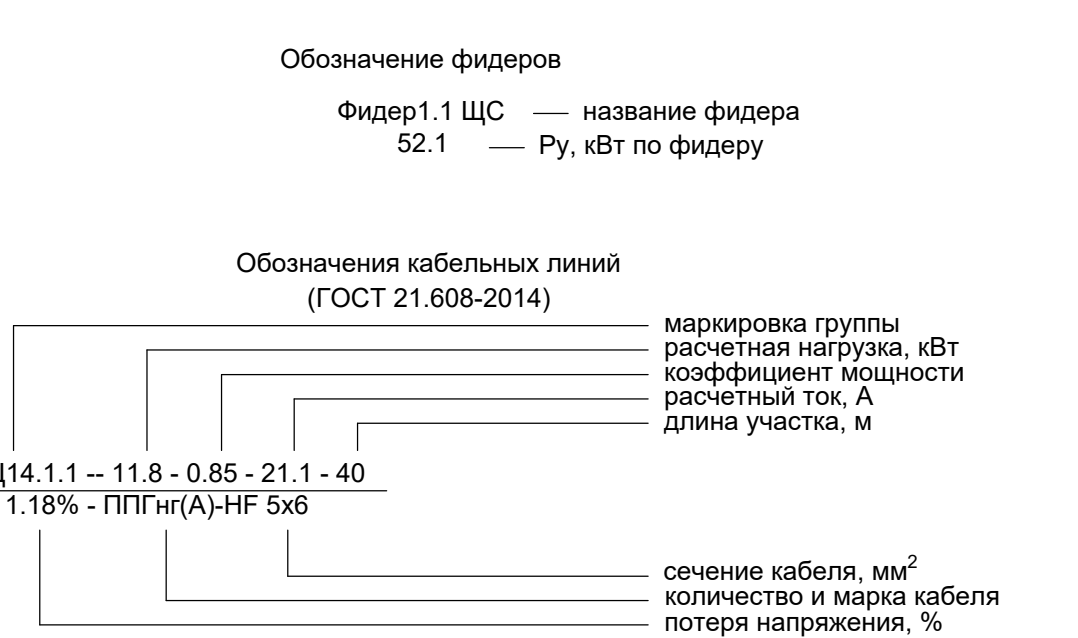 Обозначение фидеров
Фидер1.1 ЩС — название фидера
52.1 — Ру, кВт по фидеру
Обозначения кабельных линий
(ГОСТ 21.608-2014)
маркировка группы
расчетная нагрузка, кВт
коэффициент мощности
расчетный ток, А
длина участка, м
14.1.1 -- 11.8 - 0.85 - 21.1 - 40
1.18% - ППГнг(А)-HF 5x6
сечение кабеля, мм²
количество и марка кабеля
потеря напряжения, %